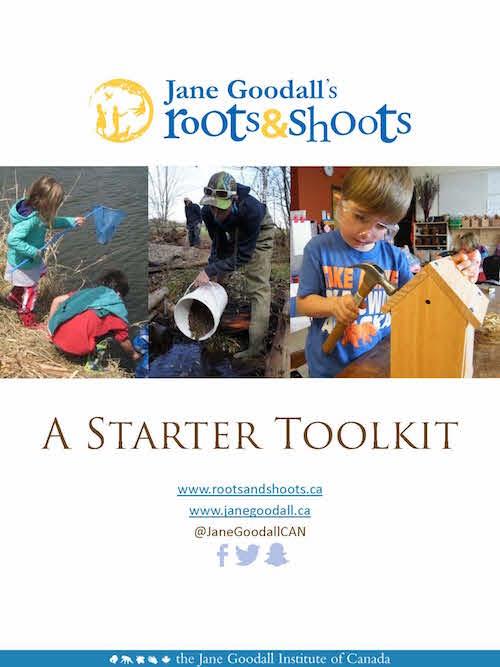 Jane Goodall's
roots&shoots
A STARTER TOOLKIT
www.rootsandshoots.ca
www.janegoodall.ca
@JaneGoodallCAN
the Jane Goodall Institute of Canada